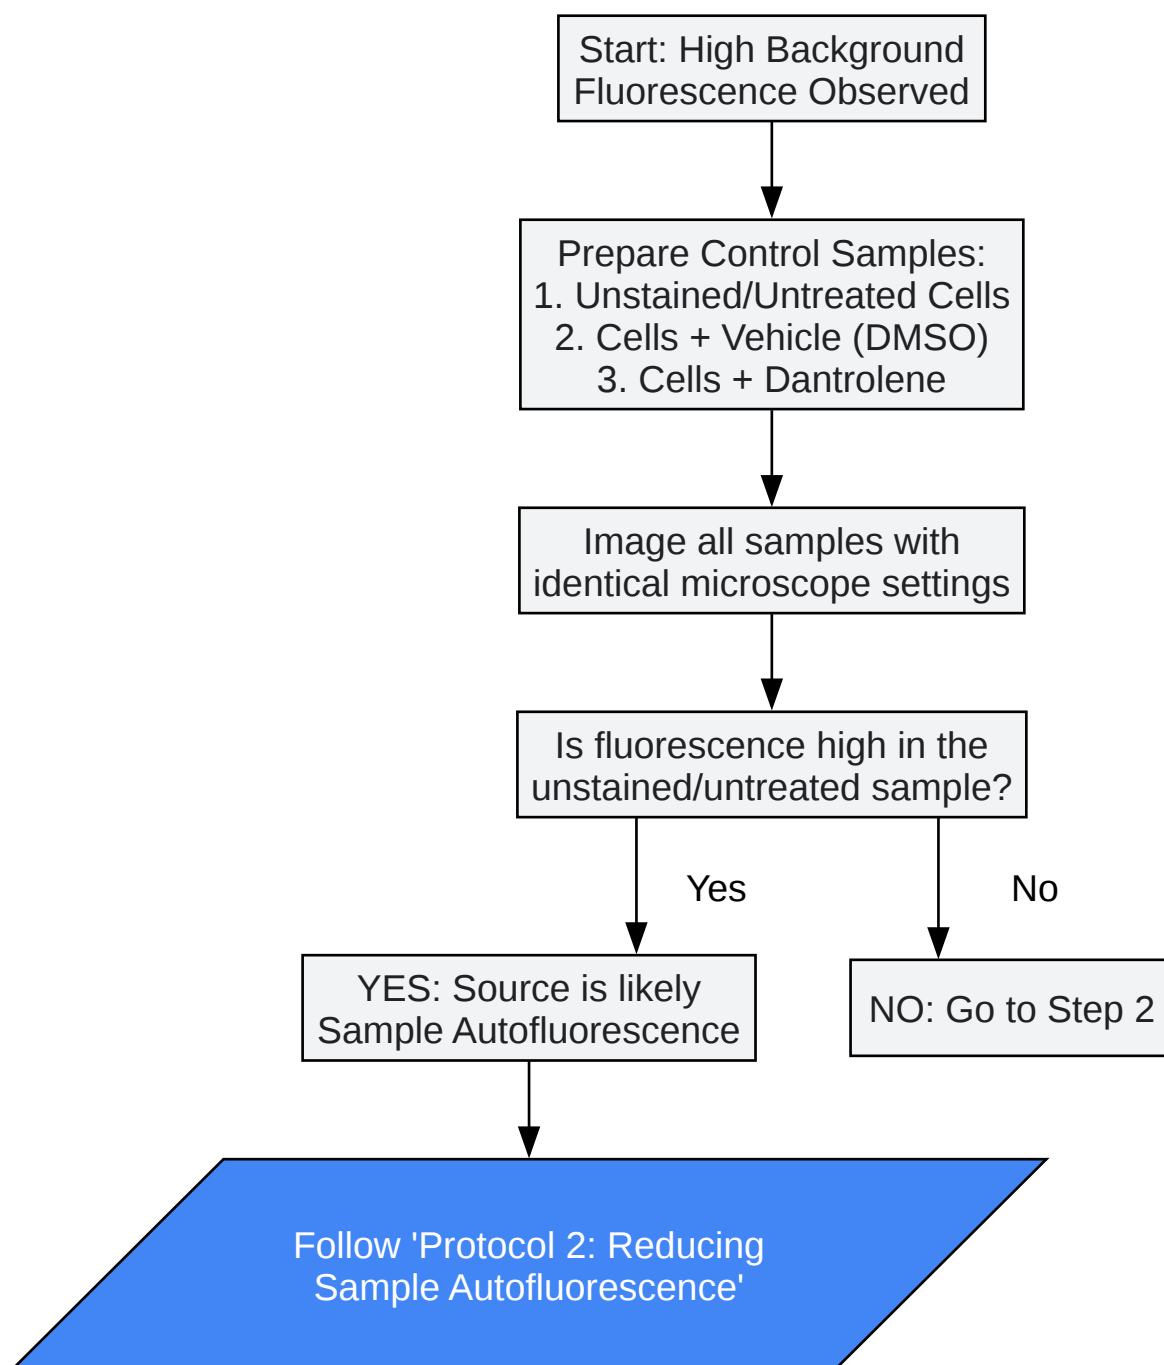 Start: High Background
Fluorescence Observed
Prepare Control Samples:
1. Unstained/Untreated Cells
2. Cells + Vehicle (DMSO)
3. Cells + Dantrolene
Image all samples with
identical microscope settings
Is fluorescence high in the
unstained/untreated sample?
Yes
No
YES: Source is likely
Sample Autofluorescence
NO: Go to Step 2
Follow 'Protocol 2: Reducing
Sample Autofluorescence'